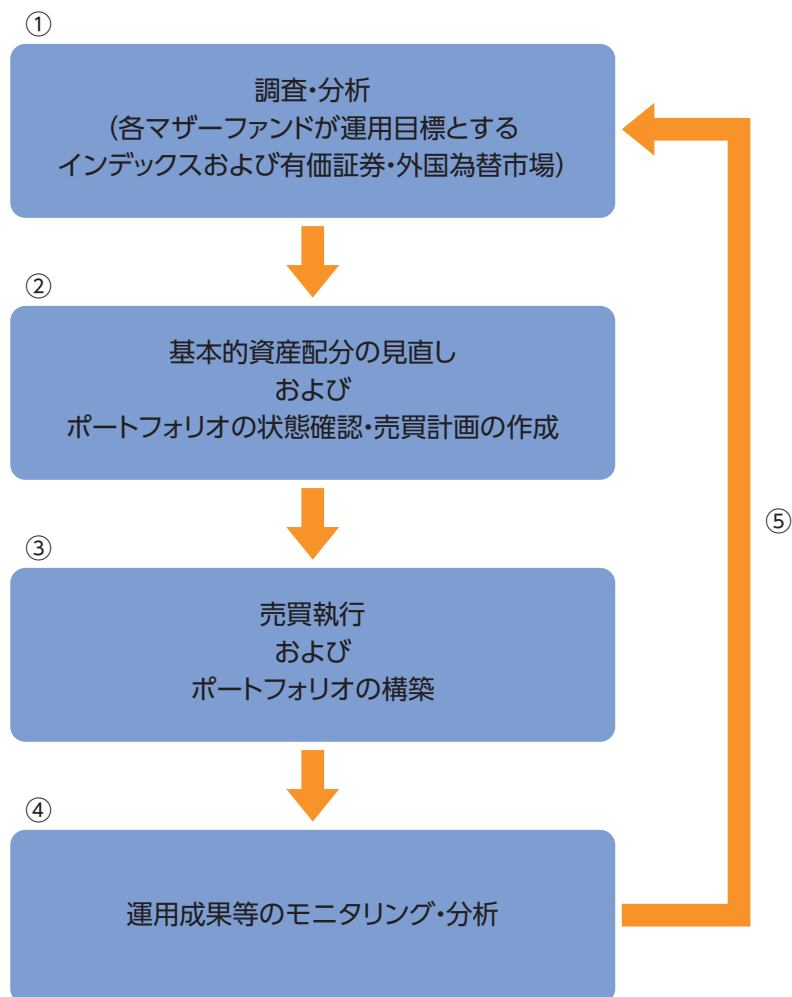 ①
調査・分析
（各マザーファンドが運用目標とする
インデックスおよび有価証券・外国為替市場）
②
基本的資産配分の見直し
および
ポートフォリオの状態確認・売買計画の作成
③
売買執行
および
ポートフォリオの構築
④
運用成果等のモニタリング・分析
⑤